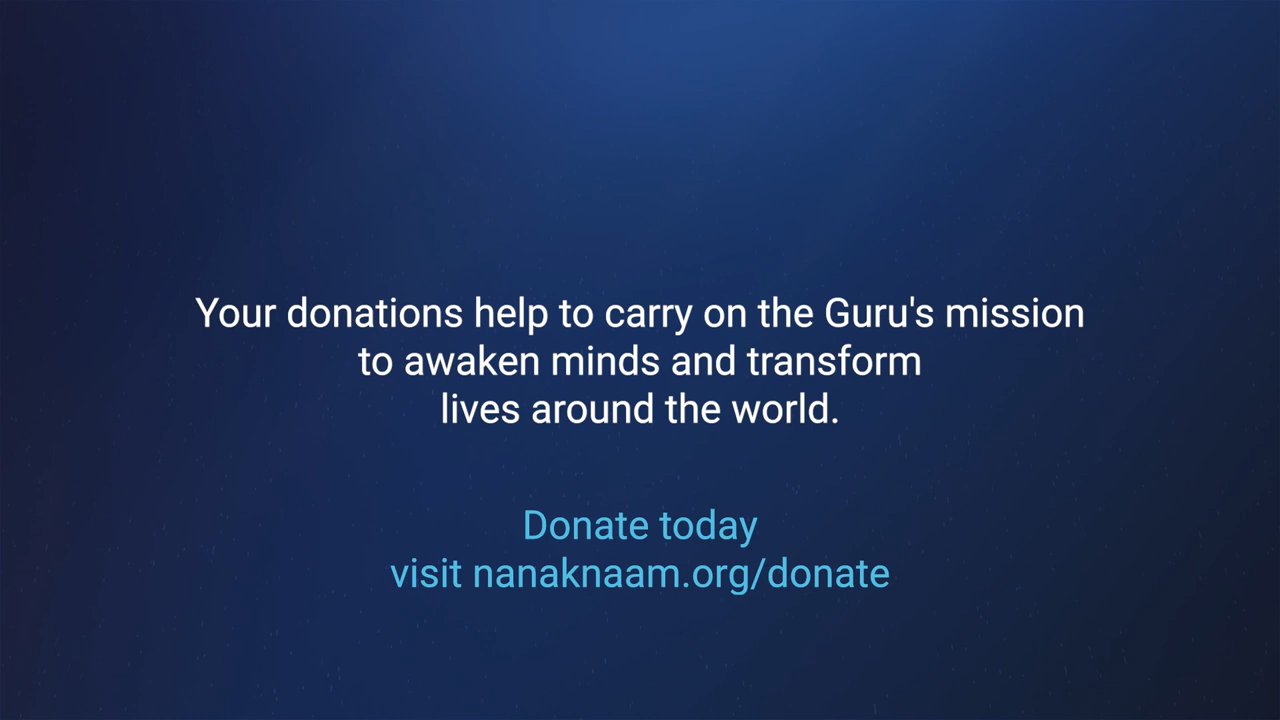 Your donations help to carry on the Guru's mission
to awaken minds and transform
lives around the world.
Donate today
visit nanaknaam.org/donate